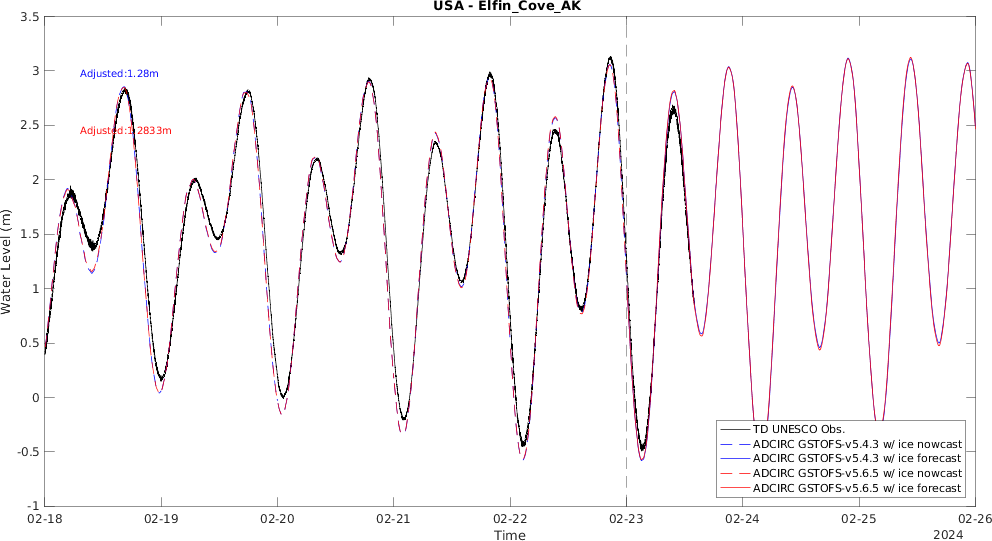 USA - Elfin_Cove_AK
3.5
3
2.5
2
1.5
1
0.5
0
-0.5
-1
Water Level (m)
Adjusted:1.28m
Adjusted:1.2833m
TD UNESCO Obs.
ADCIRC GSTOFS-v5.4.3 w/ ice nowcast
ADCIRC GSTOFS-v5.4.3 w/ ice forecast
ADCIRC GSTOFS-v5.6.5 w/ ice nowcast
ADCIRC GSTOFS-v5.6.5 w/ ice forecast
02-18 02-19 02-20 02-21 02-22 02-23 02-24 02-25 02-26
Time
2024